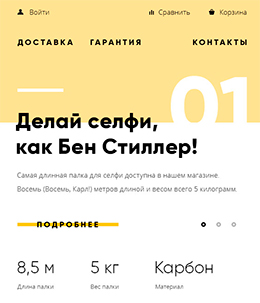 Войти Сравнить Корзина
ДОСТАВКА ГАРАНТИЯ КОНТАКТЫ
01
Делай селфи,
как Бен Стиллер!
Самая длинная палка для селфи доступна в нашем магазине.
Восемь (Восемь, Карл!) метров длиной и весом всего 5 килограмм.
ПОДРОБНЕЕ
8,5 м 5 кг Карбон
Длина палки Вес палки Материал